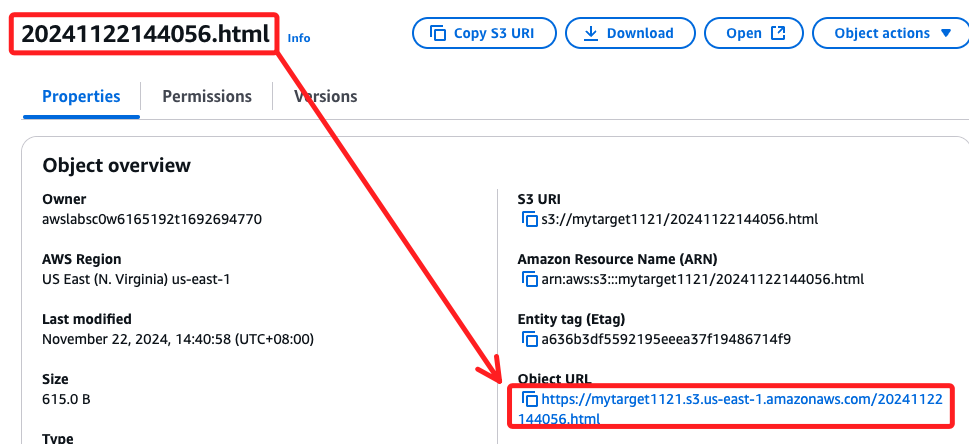 20241122144056.html Info Copy S3 URI Download Open Object actions
Properties Permissions Versions
Object overview
Owner
awslabsc0w6165192t1692694770
AWS Region
US East (N. Virginia) us-east-1
Last modified
November 22, 2024, 14:40:58 (UTC+08:00)
Size
615.0 B
Type
S3 URI
s3://mytarget1121/20241122144056.html
Amazon Resource Name (ARN)
arn:aws:s3:::mytarget1121/20241122144056.html
Entity tag (Etag)
a636b3df5592195eeea37f19486714f9
Object URL
https://mytarget1121.s3.us-east-1.amazonaws.com/20241122
144056.html